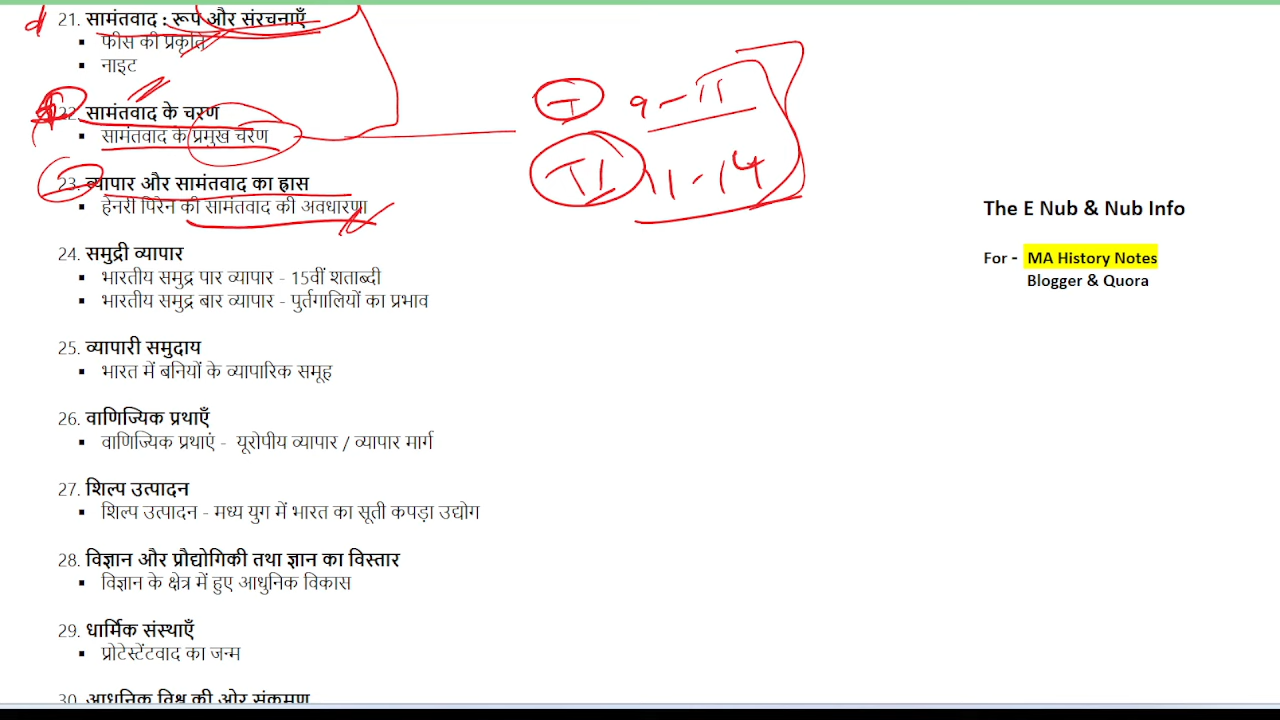 21. सामंतवाद : रूप और संरचनाएँ
▪ फीस की प्रकृति
▪ नाइट
22. सामंतवाद के चरण
▪ सामंतवाद के प्रमुख चरण
23. व्यापार और सामंतवाद का ह्रास
▪ हेनरी पिरेन की सामंतवाद की अवधारणा
24. समुद्री व्यापार
▪ भारतीय समुद्र पार व्यापार - 15वीं शताब्दी
▪ भारतीय समुद्र बार व्यापार - पुर्तगालियों का प्रभाव
25. व्यापारी समुदाय
▪ भारत में बनियों के व्यापारिक समूह
26. वाणिज्यिक प्रथाएँ
▪ वाणिज्यिक प्रथाएं - यूरोपीय व्यापार / व्यापार मार्ग
27. शिल्प उत्पादन
▪ शिल्प उत्पादन - मध्य युग में भारत का सूती कपड़ा उद्योग
28. विज्ञान और प्रौद्योगिकी तथा ज्ञान का विस्तार
▪ विज्ञान के क्षेत्र में हुए आधुनिक विकास
29. धार्मिक संस्थाएँ
▪ प्रोटेस्टेंटवाद का जन्म
30. आधुनिक विश्व की ओर संक्रमण
I 9 - 11
II 11 - 14
The E Nub & Nub Info
For - MA History Notes
Blogger & Quora